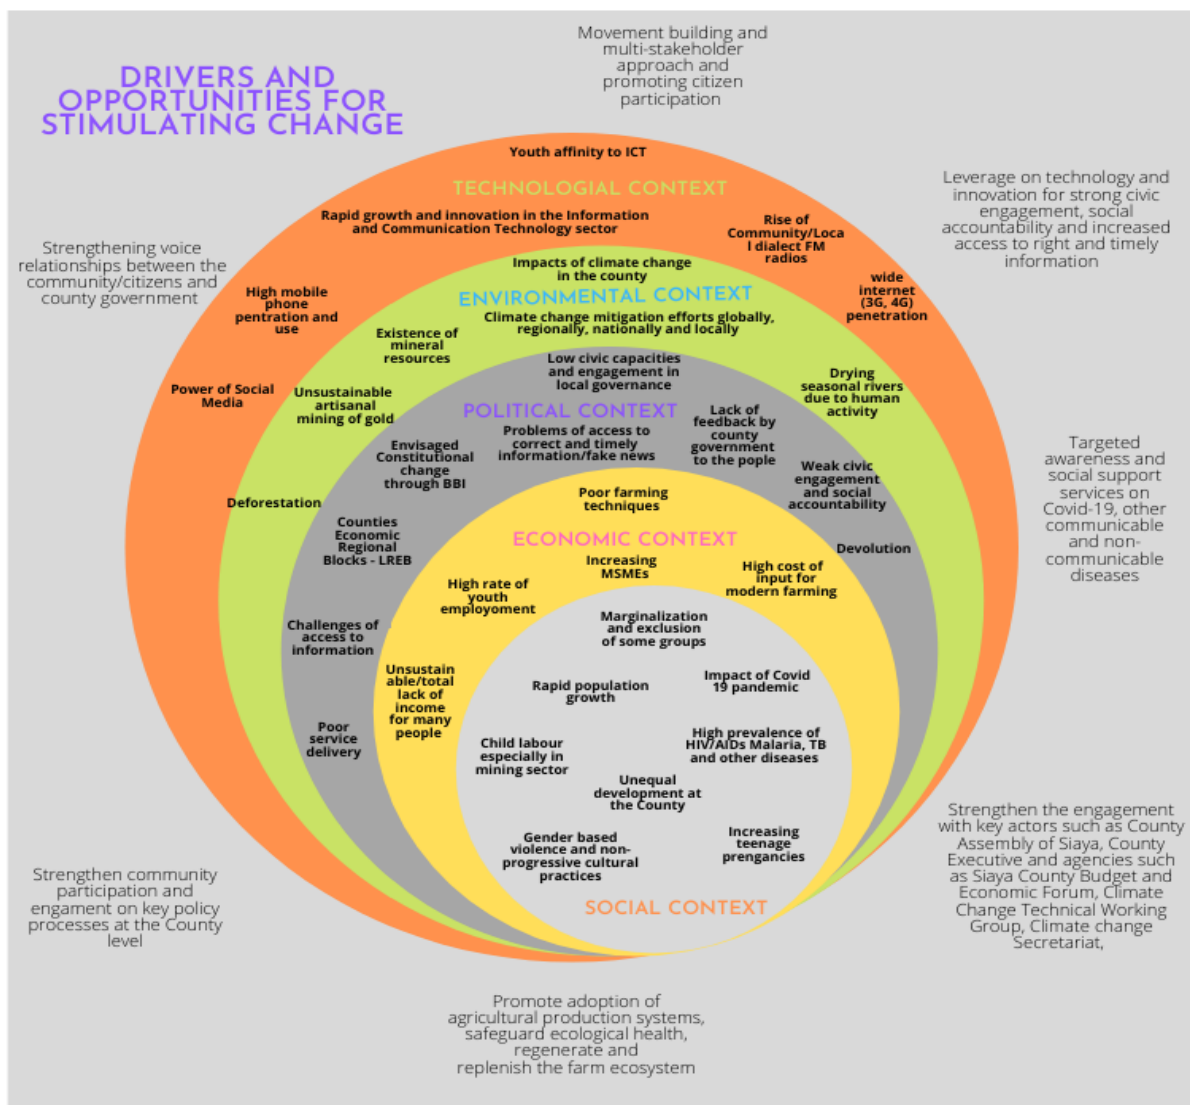 Movement building and
multi-stakeholder
approach and
promoting citizen
participation
DRIVERS AND
OPPORTUNITIES FOR
STIMULATING CHANGE
Youth affinity to ICT
TECHNOLOGIAL CONTEXT
Leverage on technology and
innovation for strong civic
engagement, social
accountability and increased
access to right and timely
information
Rapid growth and innovation in the Information
and Communication Technology sector
Rise of
Community/Loca
l dialect FM
radios
Strengthening voice
relationships between the
community/citizens and
county government
Impacts of climate change
in the county
wide
internet
(3G, 4G)
penetration
High mobile
phone
pentration and
use
ENVIRONMENTAL CONTEXT
Climate change mitigation efforts globally,
regionally, nationally and locally
Existence of
mineral
resources
Low civic capacities
and engagement in
local governance
Drying
seasonal rivers
due to human
activity
Power of Social
Media
Unsustainable
artisanal
mining of gold
POLITICAL CONTEXT
Lack of
feedback by
county
government
to the pople
Problems of access to
correct and timely
information/fake news
Envisaged
Constitutional
change
through BBI
Targeted
awareness and
social support
services on
Covid-19, other
communicable
and non-
communicable
diseases
Weak civic
engagement
and social
accountability
Poor farming
techniques
Deforestation
Counties
Economic
Regional
Blocks - LREB
ECONOMIC CONTEXT
Devolution
Increasing
MSMEs
High cost of
input for
modern farming
High rate of
youth
employoment
Marginalization
and exclusion
of some groups
Challenges of
access to
information
Unsustain
able/total
lack of
income
for many
people
Rapid population
growth
Impact of Covid
19 pandemic
Poor
service
delivery
Child labour
especially in
mining sector
High prevalence of
HIV/AIDs Malaria, TB
and other diseases
Unequal
development at
the County
Gender based
violence and non-
progressive cultural
practices
Increasing
teenage
prengancies
Strengthen the engagement
with key actors such as County
Assembly of Siaya, County
Executive and agencies such
as Siaya County Budget and
Economic Forum, Climate
Change Technical Working
Group, Climate change
Secretariat,
Strengthen community
participation and
engament on key policy
processes at the County
level
SOCIAL CONTEXT
Promote adoption of
agricultural production systems,
safeguard ecological health,
regenerate and
replenish the farm ecosystem